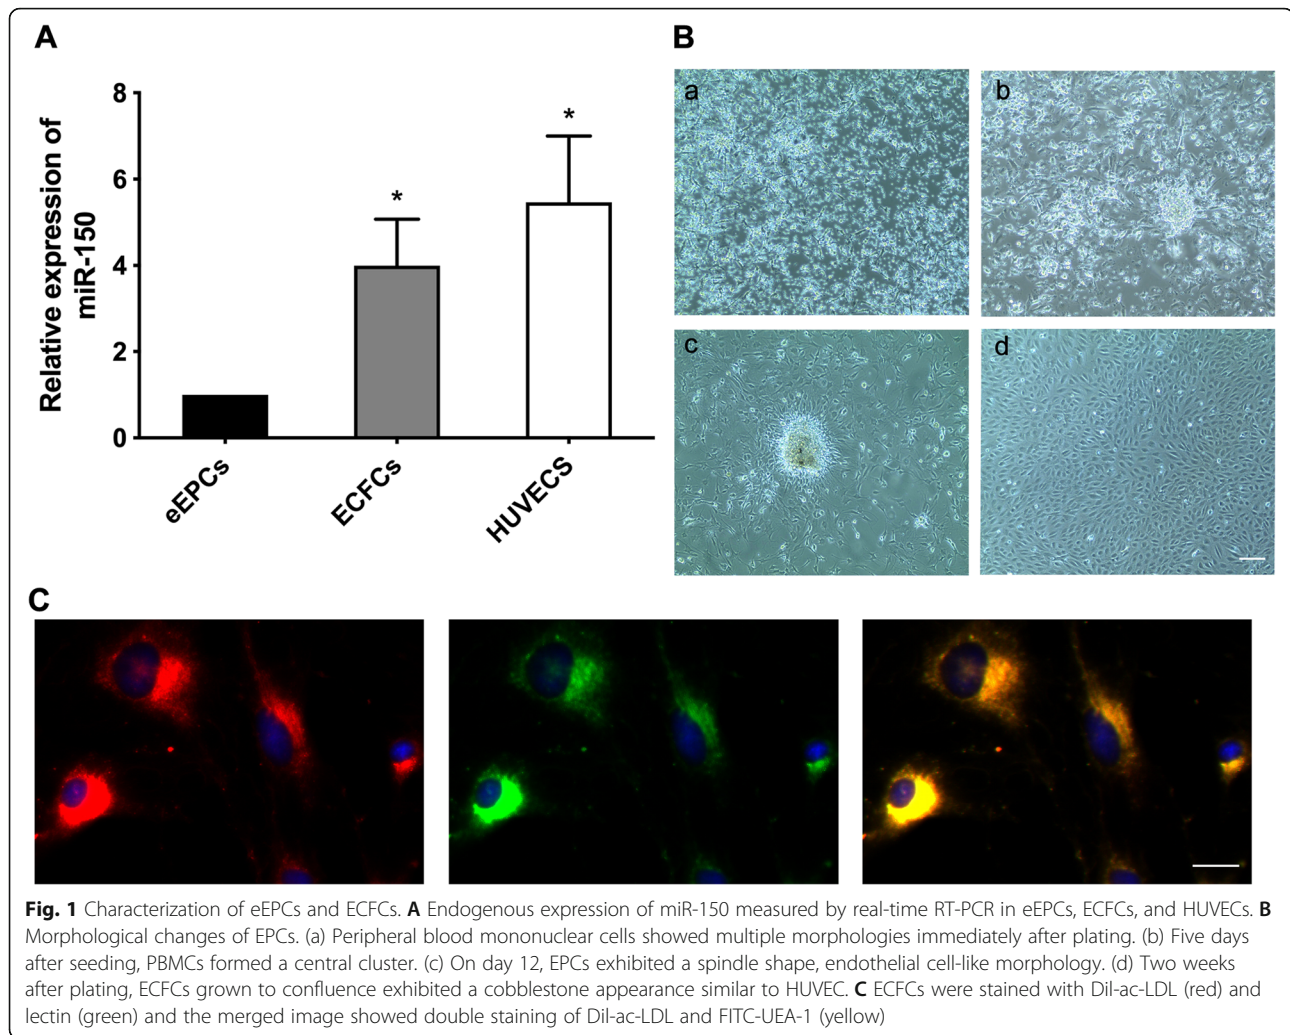 A
Relative expression of
miR-150
8
6
4
2
0
*
*
eEPCs
ECFCs
HUVECS
B
a
b
c
d
C
Fig. 1 Characterization of eEPCs and ECFCs. A Endogenous expression of miR-150 measured by real-time RT-PCR in eEPCs, ECFCs, and HUVECs. B
Morphological changes of EPCs. (a) Peripheral blood mononuclear cells showed multiple morphologies immediately after plating. (b) Five days
after seeding, PBMCs formed a central cluster. (c) On day 12, EPCs exhibited a spindle shape, endothelial cell-like morphology. (d) Two weeks
after plating, ECFCs grown to confluence exhibited a cobblestone appearance similar to HUVEC. C ECFCs were stained with Dil-ac-LDL (red) and
lectin (green) and the merged image showed double staining of Dil-ac-LDL and FITC-UEA-1 (yellow)